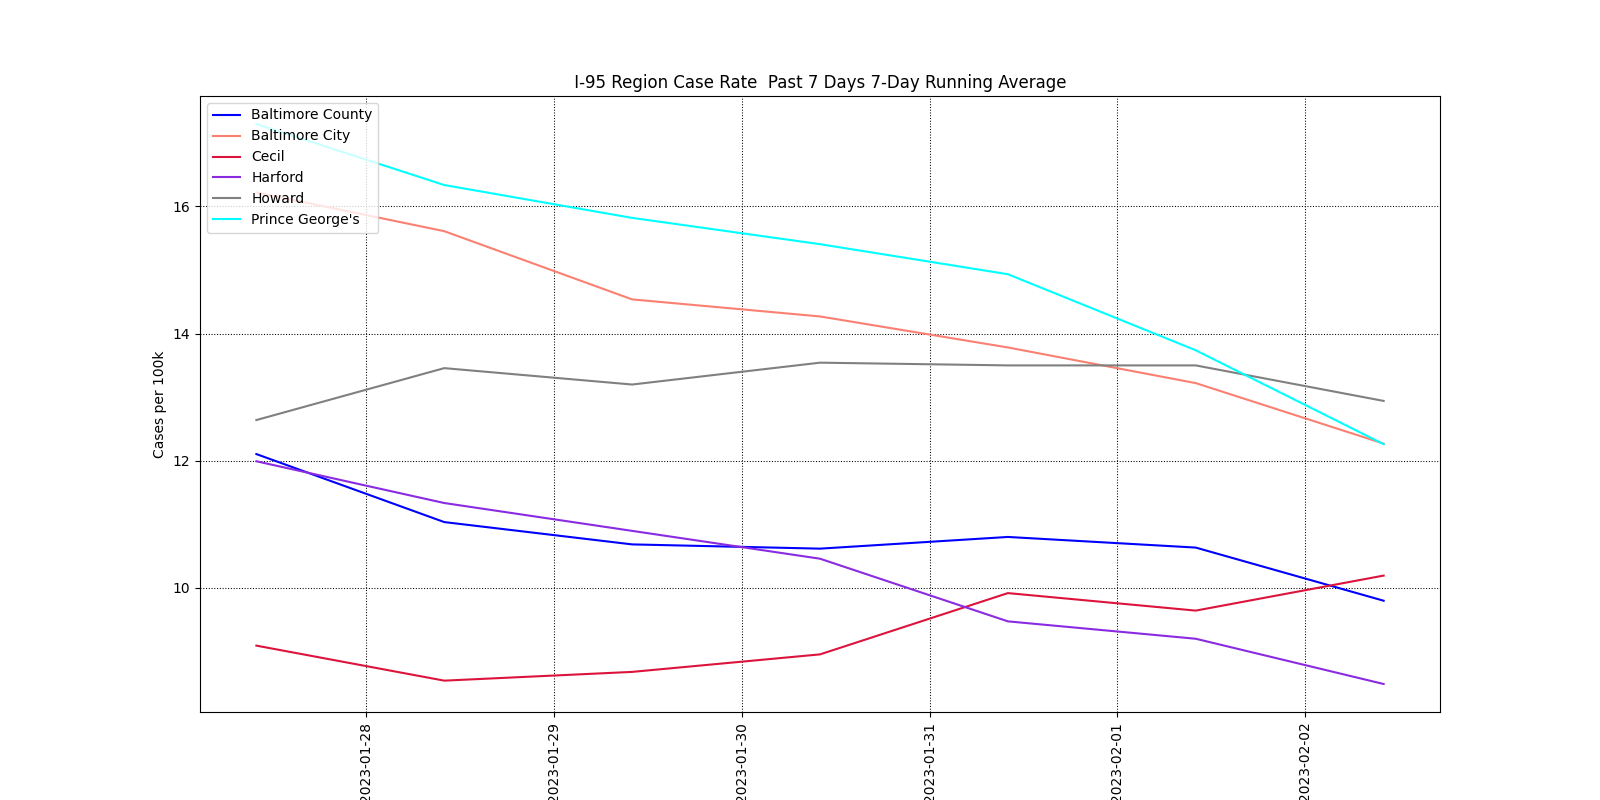 I-95 Region Case Rate  Past 7 Days 7-Day Running Average
Baltimore County
Baltimore City
Cecil
Harford
Howard
Prince George's
Cases per 100k
16
14
12
10
2023-01-28
2023-01-29
2023-01-30
2023-01-31
2023-02-01
2023-02-02